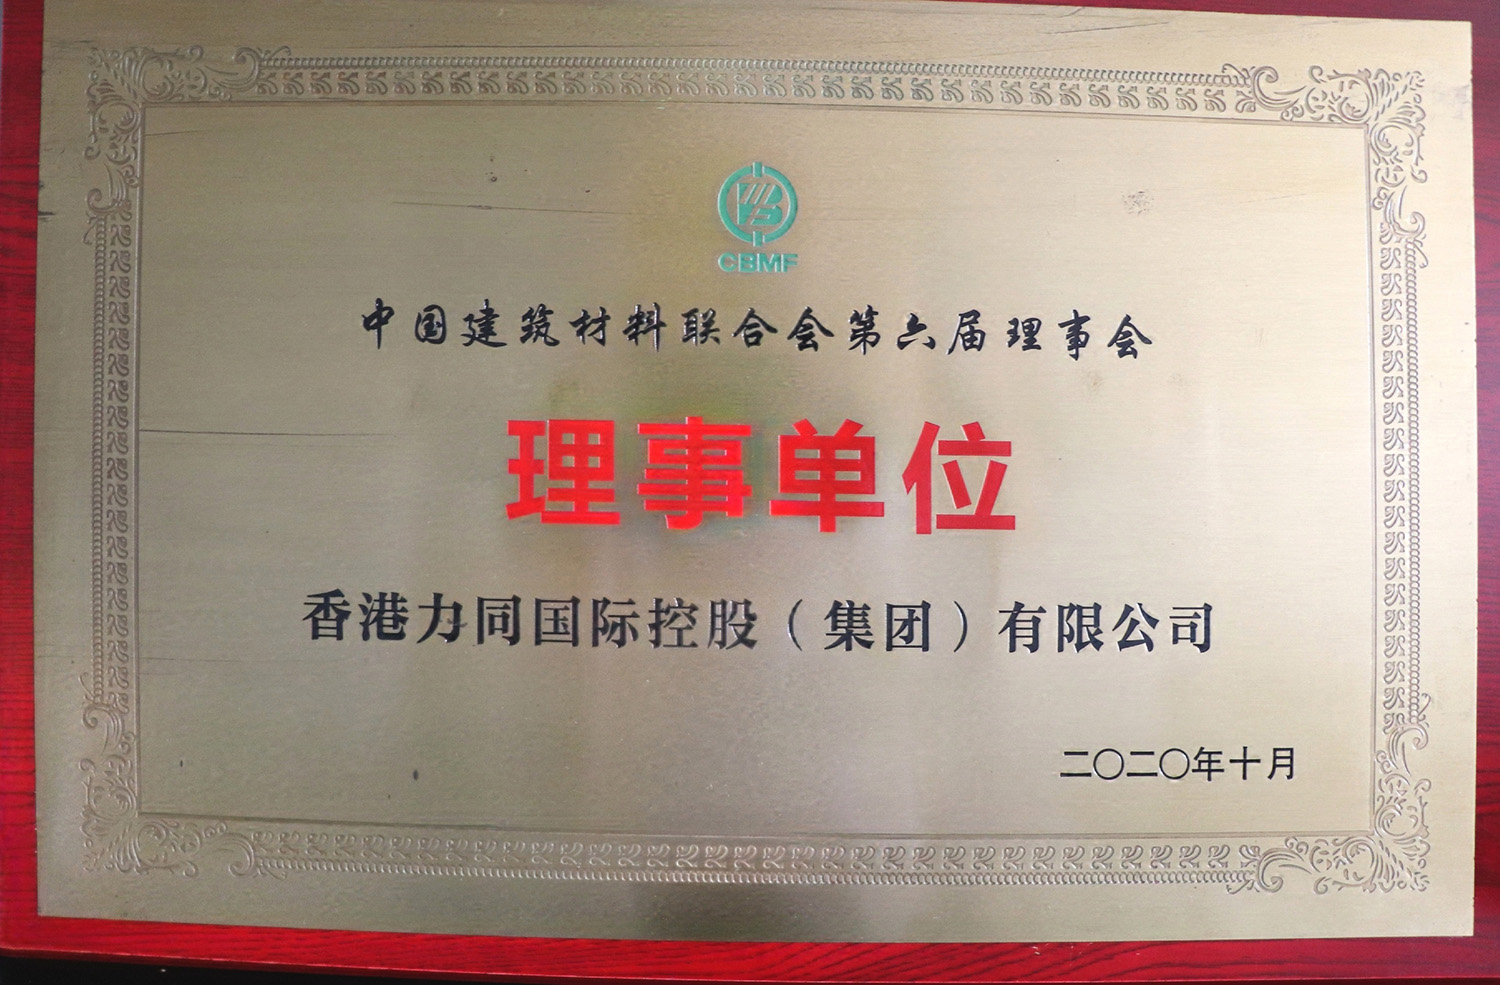 CBMF
中国建筑材料联合会第六届理事会
理事单位
香港力同国际控股（集团）有限公司
二〇二〇年十月